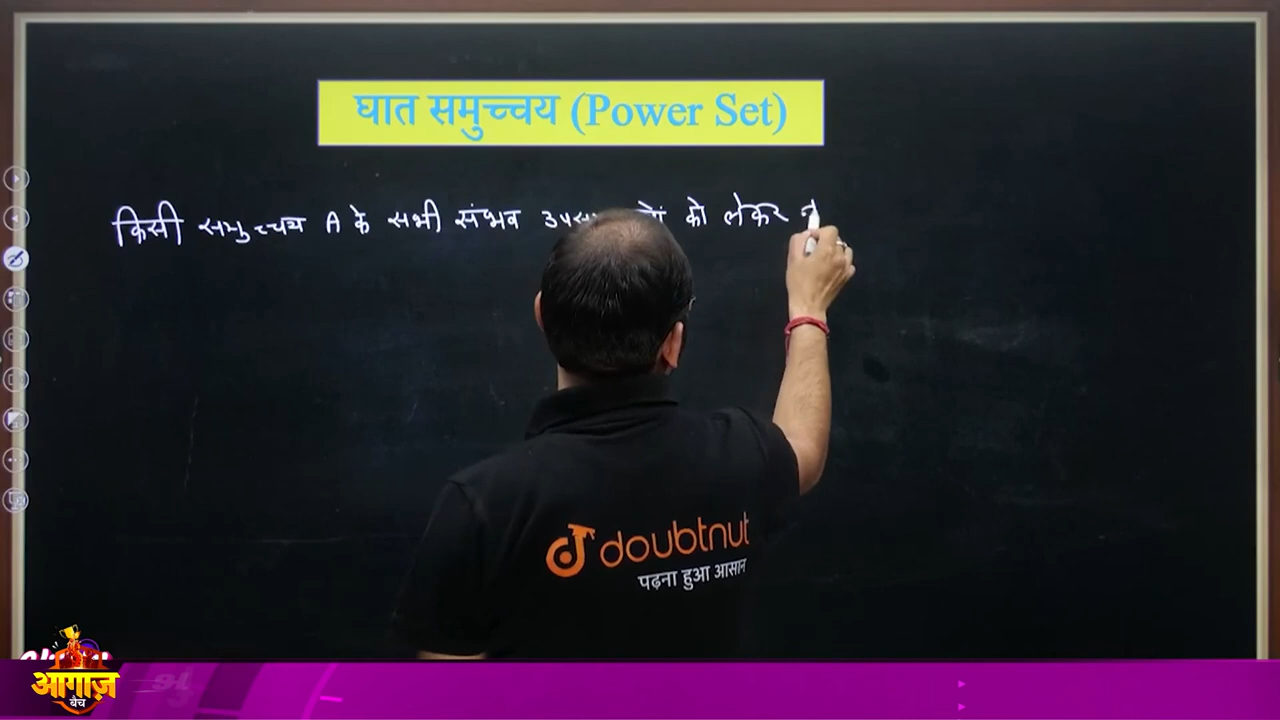 घात समुच्चय (Power Set)
किसी समुच्चय A के सभी संभव को लेकर
doubtnut
पढ़ना हुआ आसान
आगाज़
बैच